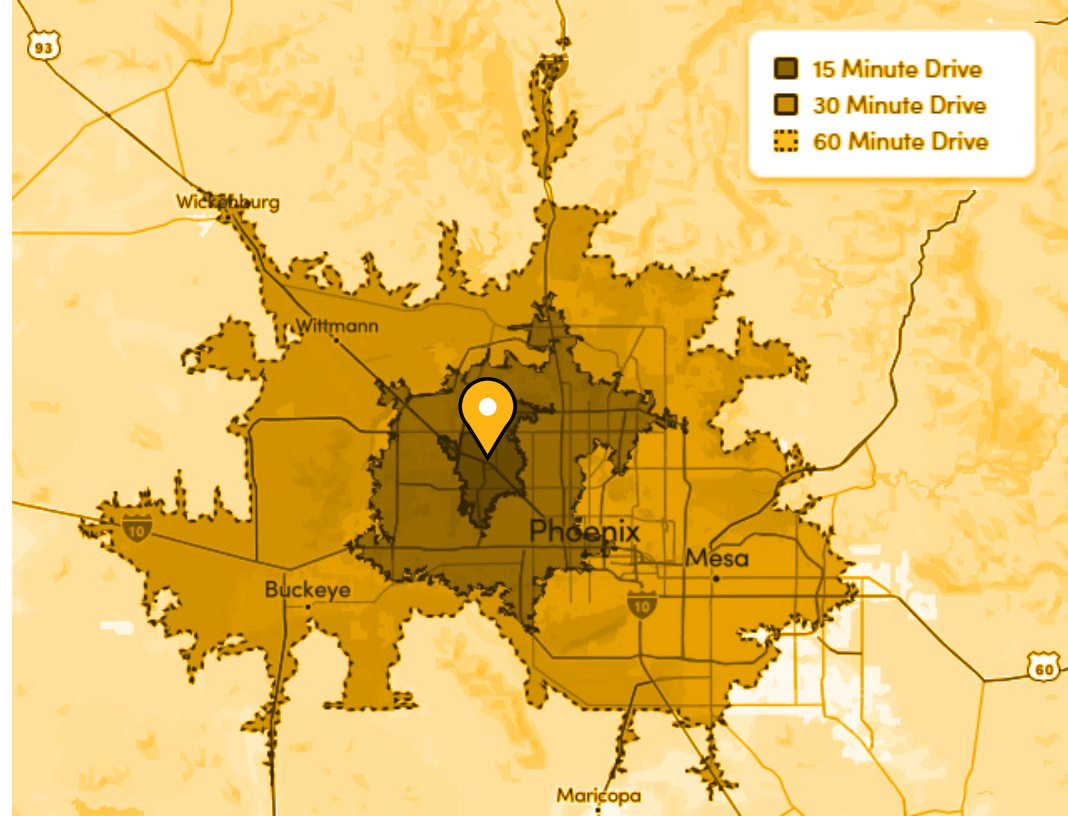 93
15 Minute Drive
30 Minute Drive
60 Minute Drive
Wickenburg
Wittmann
10
Phoenix
Mesa
Buckeye
10
60
Maricopa